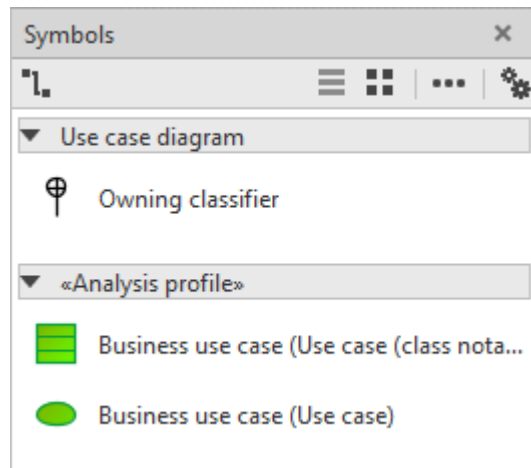 Symbols
Use case diagram
Owning classifier
«Analysis profile»
Business use case (Use case (class nota...
Business use case (Use case)